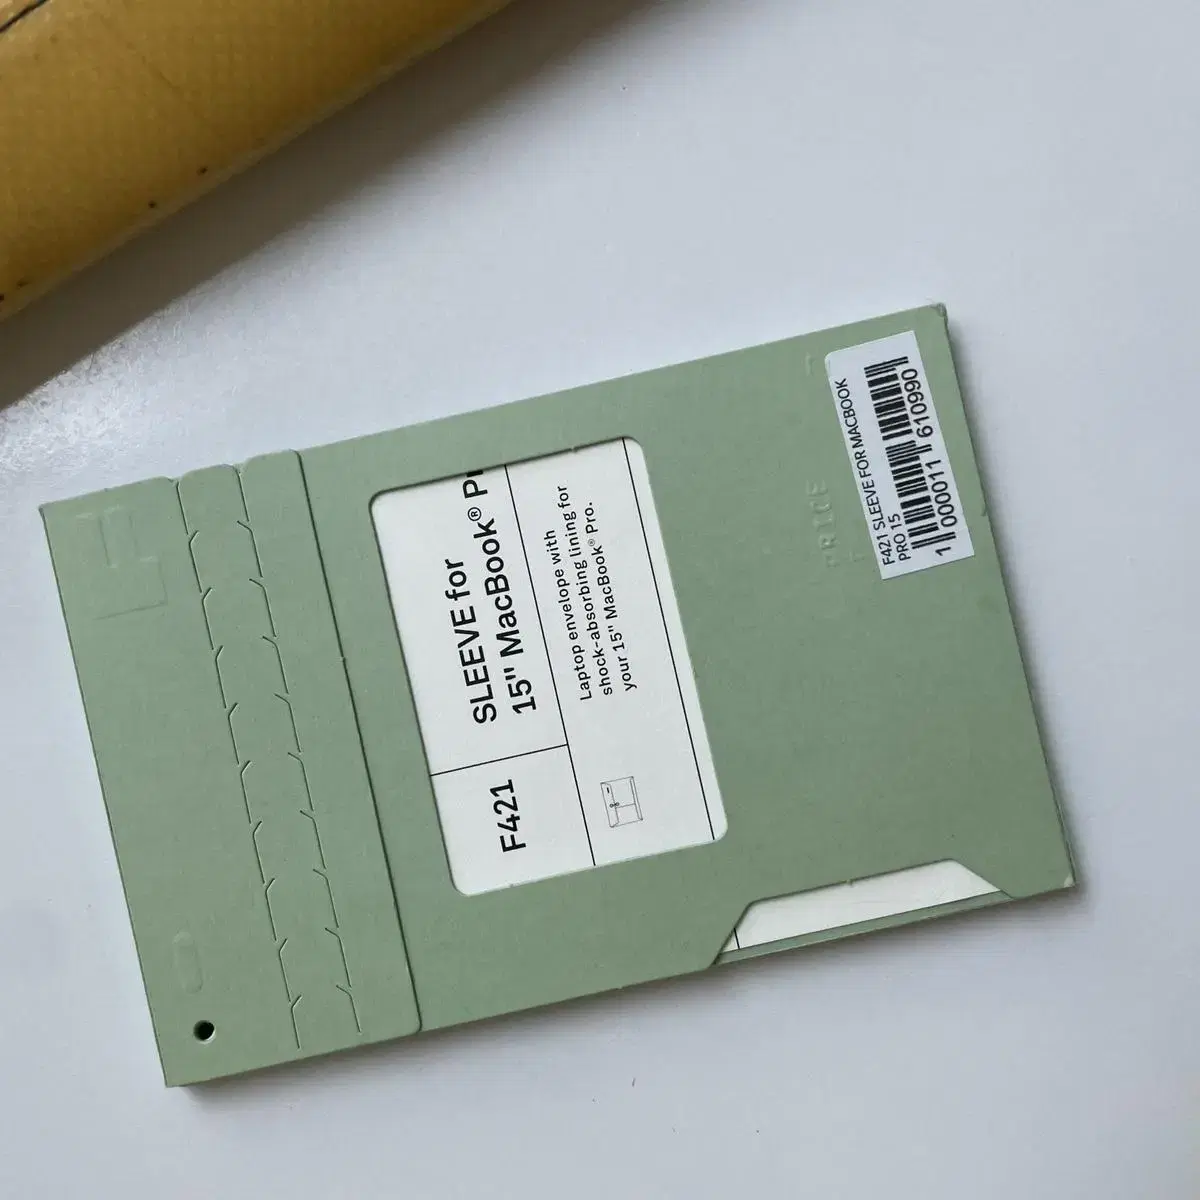 F421
SLEEVE for
15" MacBook® Pr
Laptop envelope with
shock-absorbing lining for
your 15" MacBook® Pro.
PRICE
F421 SLEEVE FOR MACBOOK
PRO 15
1 000011 610990